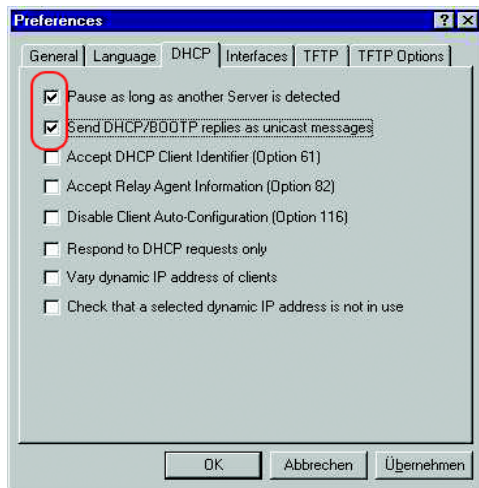 Preferences
General Language DHCP Interfaces TFTP TFTP Options
Pause as long as another Server is detected
Send DHCP/BOOTP replies as unicast messages
Accept DHCP Client Identifier (Option 61)
Accept Relay Agent Information (Option 82)
Disable Client Auto-Configuration (Option 116)
Respond to DHCP requests only
Vary dynamic IP address of clients
Check that a selected dynamic IP address is not in use
OK Abbrechen Übernehmen